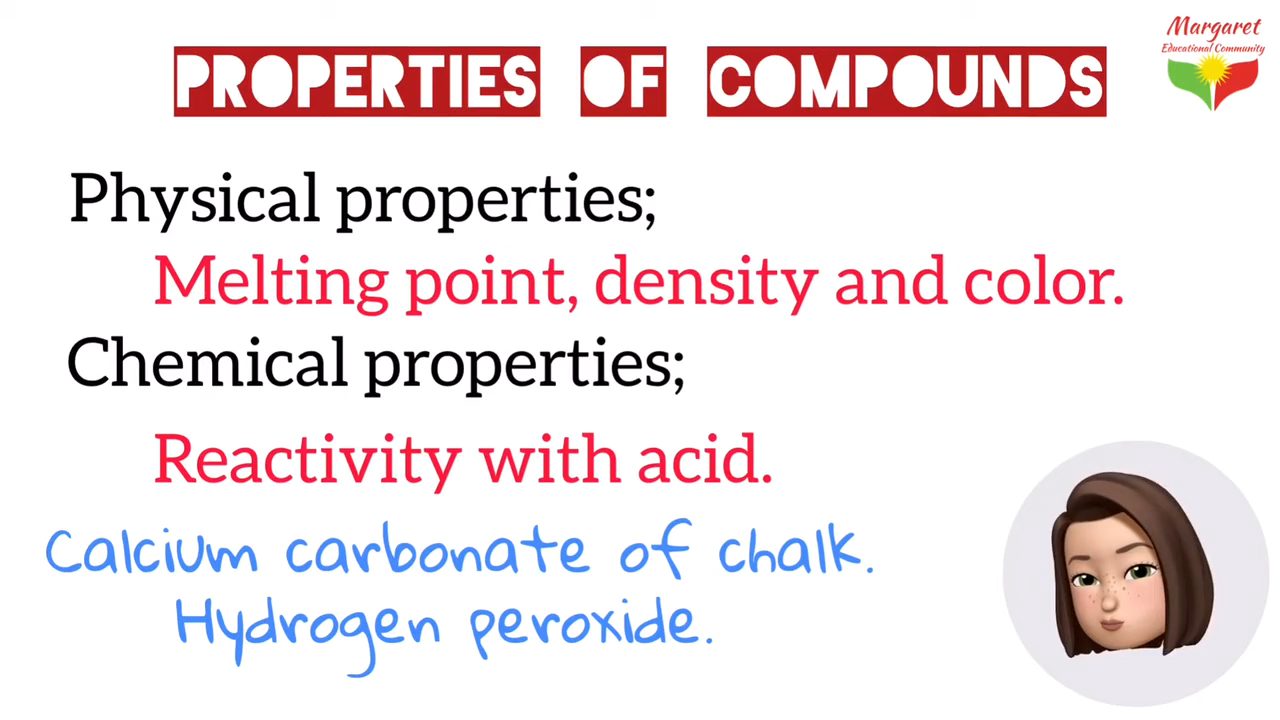 Margaret
Educational Community
PROPERTIES OF COMPOUNDS
Physical properties;
Melting point, density and color.
Chemical properties;
Reactivity with acid.
Calcium carbonate of chalk.
Hydrogen peroxide.